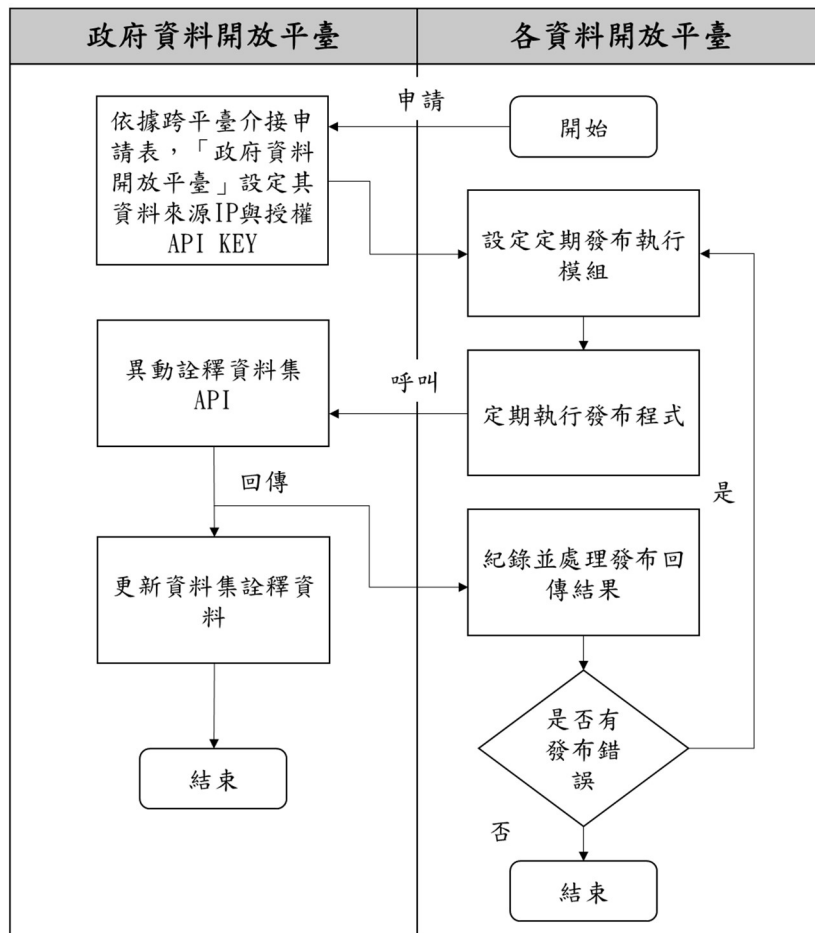 政府資料開放平臺
各資料開放平臺
申請
開始
依據跨平臺介接申
請表，「政府資料
開放平臺」設定其
資料來源IP與授權
API KEY
設定定期發布執行
模組
異動詮釋資料集
API
呼叫
定期執行發布程式
回傳
是
更新資料集詮釋資
料
紀錄並處理發布回
傳結果
是否有
發布錯
誤
結束
否
結束